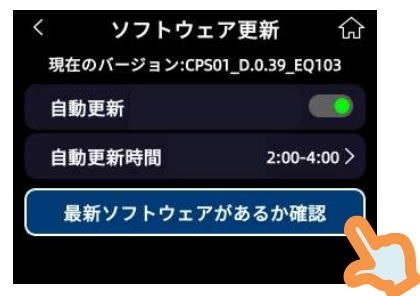 ソフトウェア更新
現在のバージョン:CPS01_D.0.39_EQ103
自動更新
自動更新時間 2:00-4:00
最新ソフトウェアがあるか確認